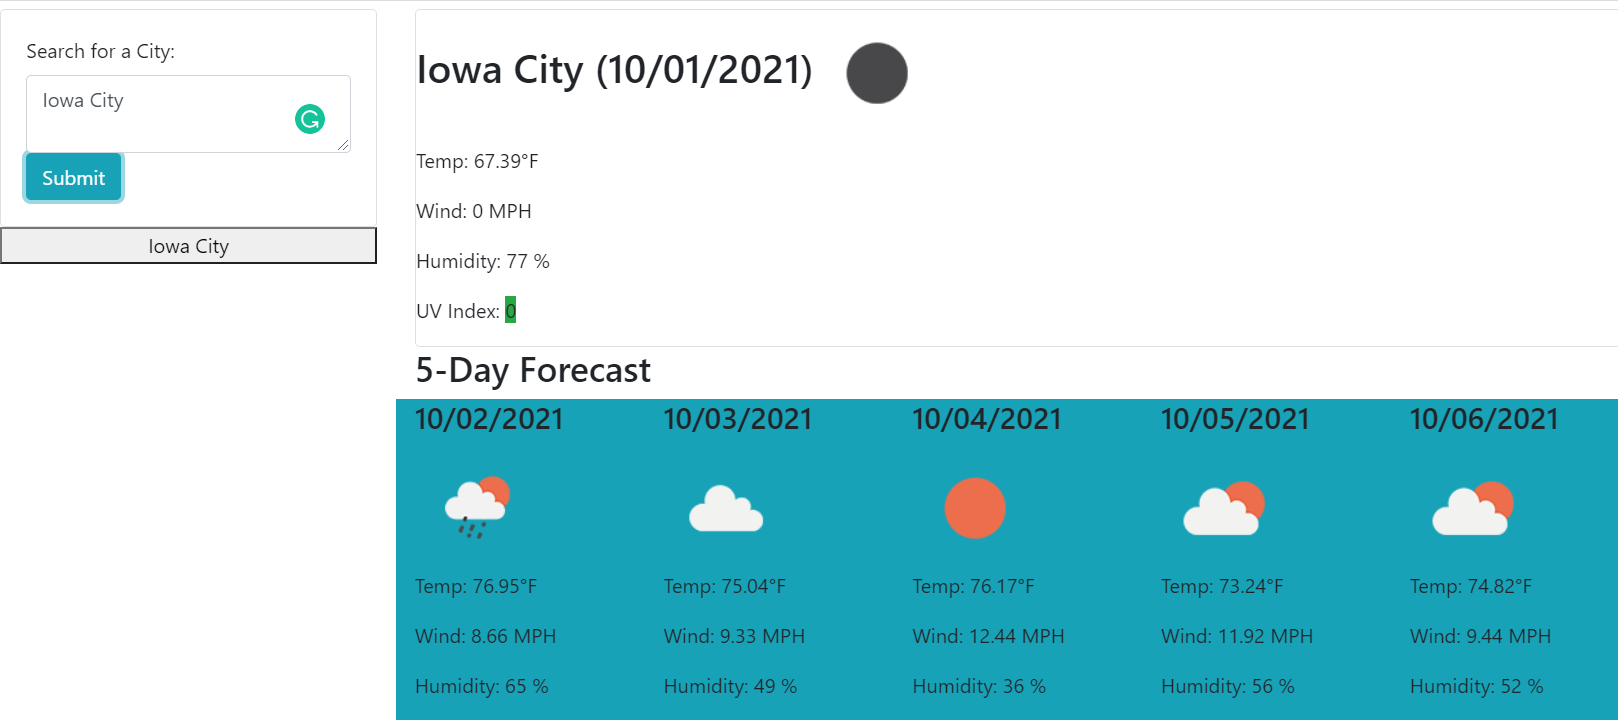 Search for a City:
Iowa City
Submit
Iowa City
Iowa City (10/01/2021)
Temp: 67.39°F
Wind: 0 MPH
Humidity: 77 %
UV Index: 0
5-Day Forecast
10/02/2021
Temp: 76.95°F
Wind: 8.66 MPH
Humidity: 65 %
10/03/2021
Temp: 75.04°F
Wind: 9.33 MPH
Humidity: 49 %
10/04/2021
Temp: 76.17°F
Wind: 12.44 MPH
Humidity: 36 %
10/05/2021
Temp: 73.24°F
Wind: 11.92 MPH
Humidity: 56 %
10/06/2021
Temp: 74.82°F
Wind: 9.44 MPH
Humidity: 52 %